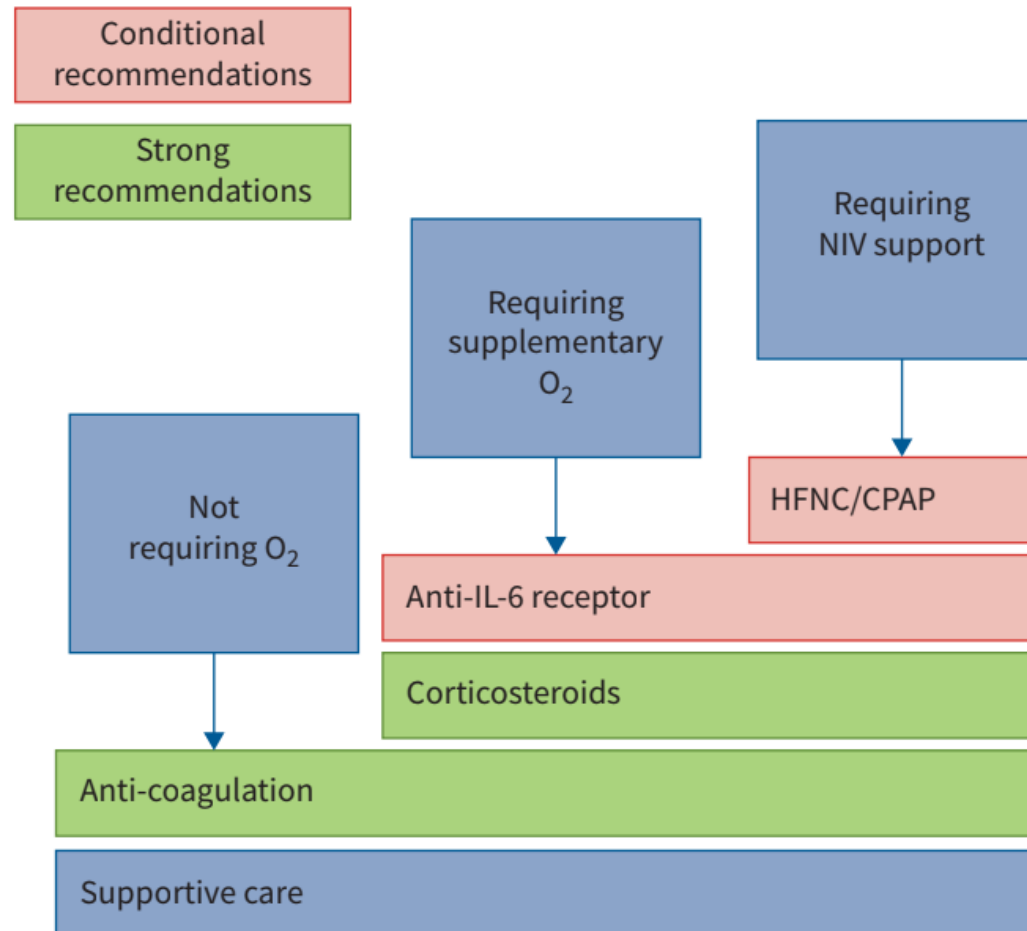 Conditional
recommendations
Strong
recommendations
Requiring
NIV support
Requiring
supplementary
O₂
Not
requiring O₂
HFNC/CPAP
Anti-IL-6 receptor
Corticosteroids
Anti-coagulation
Supportive care